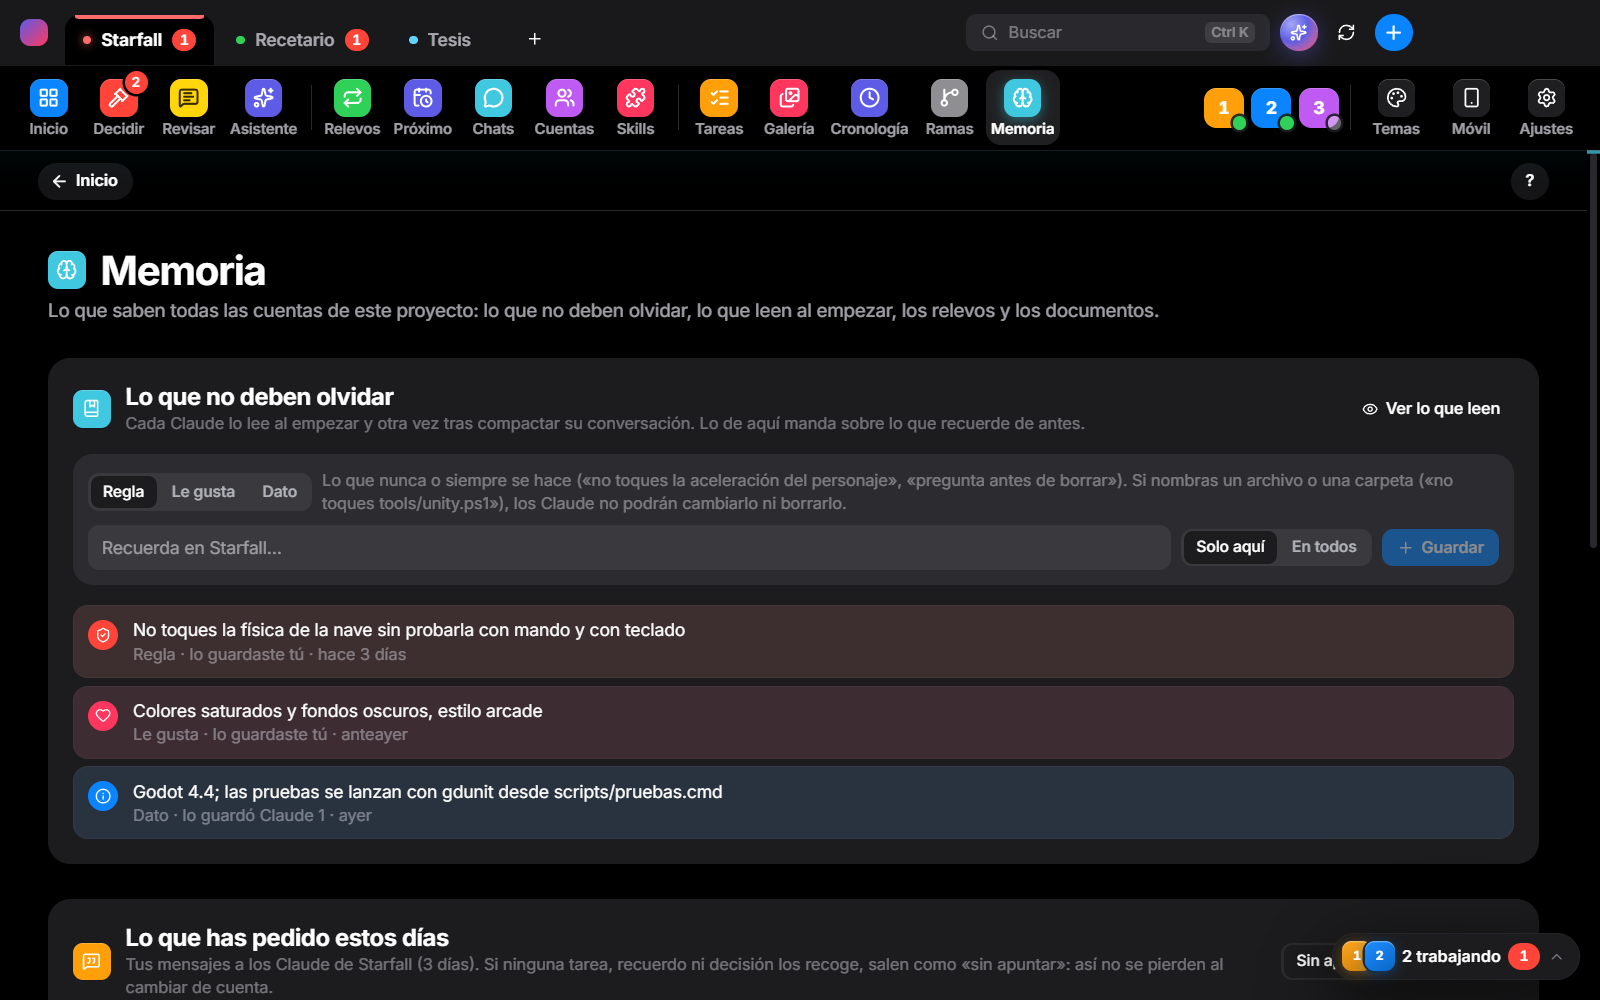 Starfall 1
Recetario 1
Tesis
+
Buscar
Ctrl K
Inicio
Decidir 2
Revisar
Asistente
Relevos
Próximo
Chats
Cuentas
Skills
Tareas
Galería
Cronología
Ramas
Memoria
1
2
3
Temas
Móvil
Ajustes
Inicio
?
Memoria
Lo que saben todas las cuentas de este proyecto: lo que no deben olvidar, lo que leen al empezar, los relevos y los documentos.
Lo que no deben olvidar
Cada Claude lo lee al empezar y otra vez tras compactar su conversación. Lo de aquí manda sobre lo que recuerde de antes.
Ver lo que leen
Regla
Le gusta
Dato
Lo que nunca o siempre se hace («no toques la aceleración del personaje», «pregunta antes de borrar»). Si nombras un archivo o una carpeta («no
toques tools/unity.ps1»), los Claude no podrán cambiarlo ni borrarlo.
Recuerda en Starfall...
Solo aquí
En todos
+ Guardar
No toques la física de la nave sin probarla con mando y con teclado
Regla · lo guardaste tú · hace 3 días
Colores saturados y fondos oscuros, estilo arcade
Le gusta · lo guardaste tú · anteayer
Godot 4.4; las pruebas se lanzan con gdunit desde scripts/pruebas.cmd
Dato · lo guardó Claude 1 · ayer
Lo que has pedido estos días
Tus mensajes a los Claude de Starfall (3 días). Si ninguna tarea, recuerdo ni decisión los recoge, salen como «sin apuntar»: así no se pierden al
cambiar de cuenta.
Sin
1
2
2 trabajando
1